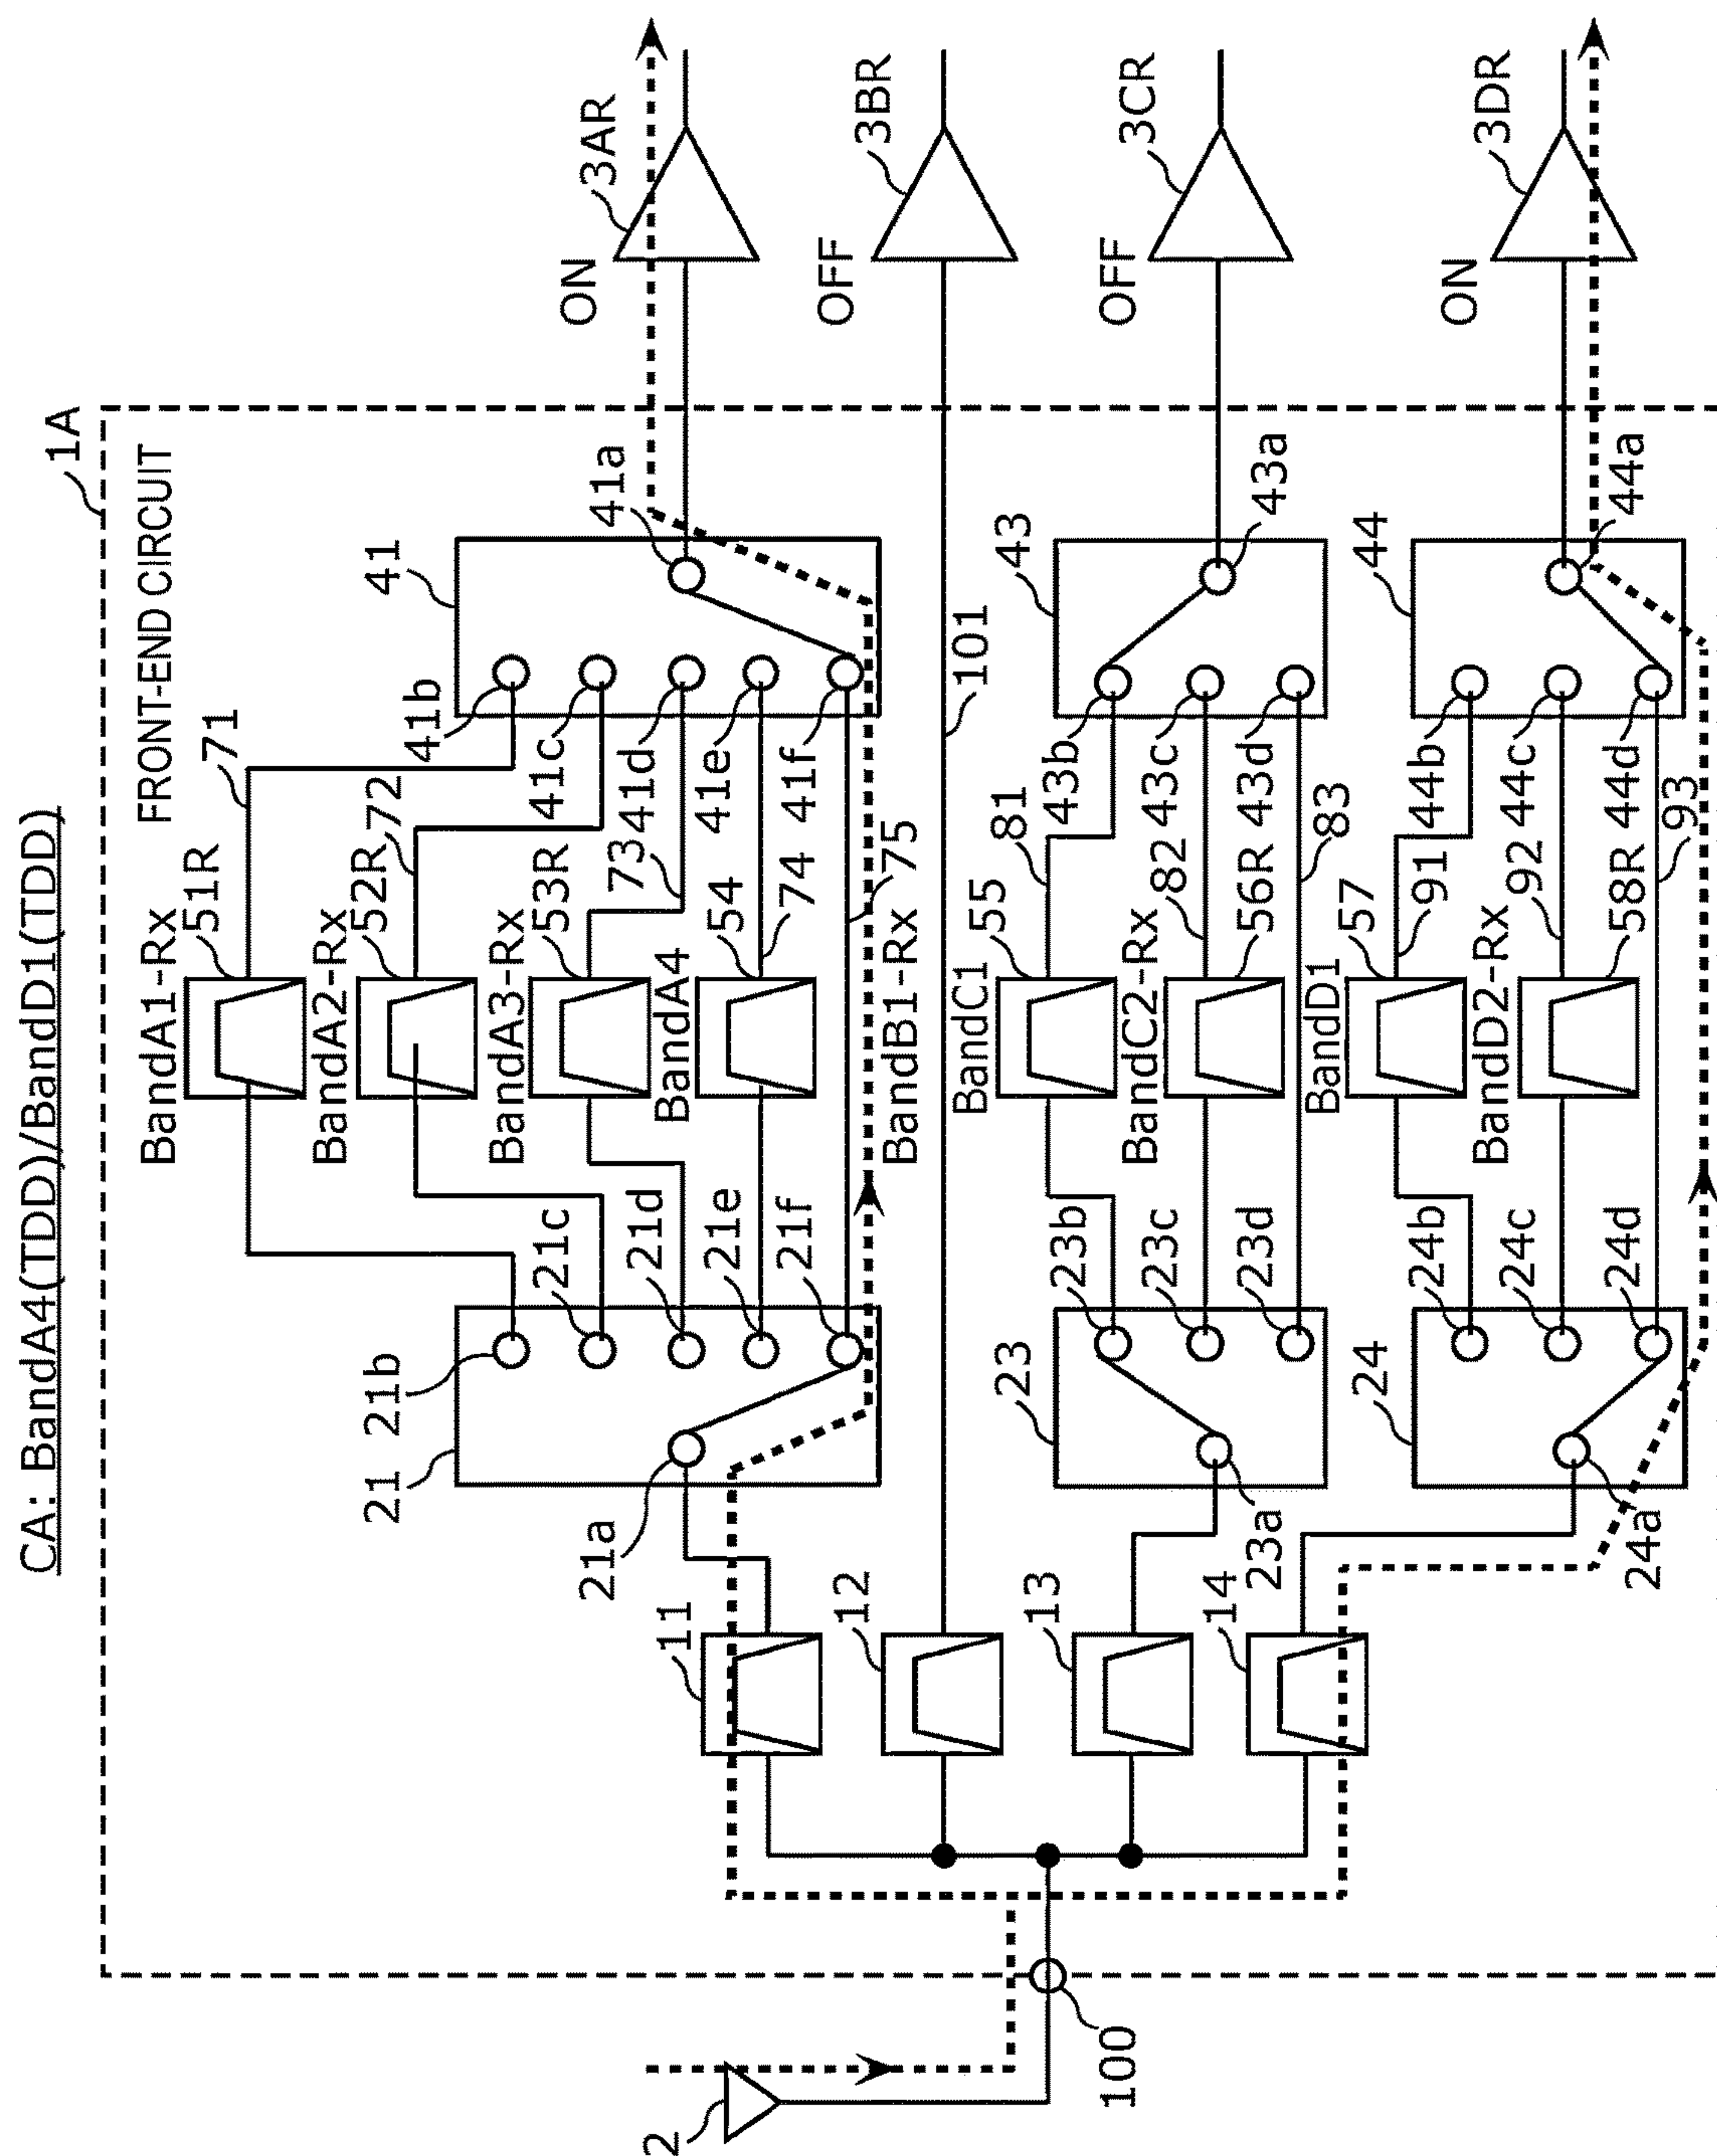 CA: BandA4(TDD)/BandD1(TDD)
1A
FRONT-END CIRCUIT
BandA1-Rx
51R
71
BandA2-Rx
52R
72
BandA3-Rx
53R
73
BandA4
54
74
75
BandB1-Rx
101
21
21a
21b
21c
21d
21e
21f
41
41a
41b
41c
41d
41e
41f
ON
3AR
OFF
3BR
2
100
11
12
13
14
BandC1
55
81
BandC2-Rx
56R
82
83
23
23a
23b
23c
23d
43
43a
43b
43c
43d
OFF
3CR
BandD1
57
91
BandD2-Rx
58R
92
93
24
24a
24b
24c
24d
44
44a
44b
44c
44d
ON
3DR